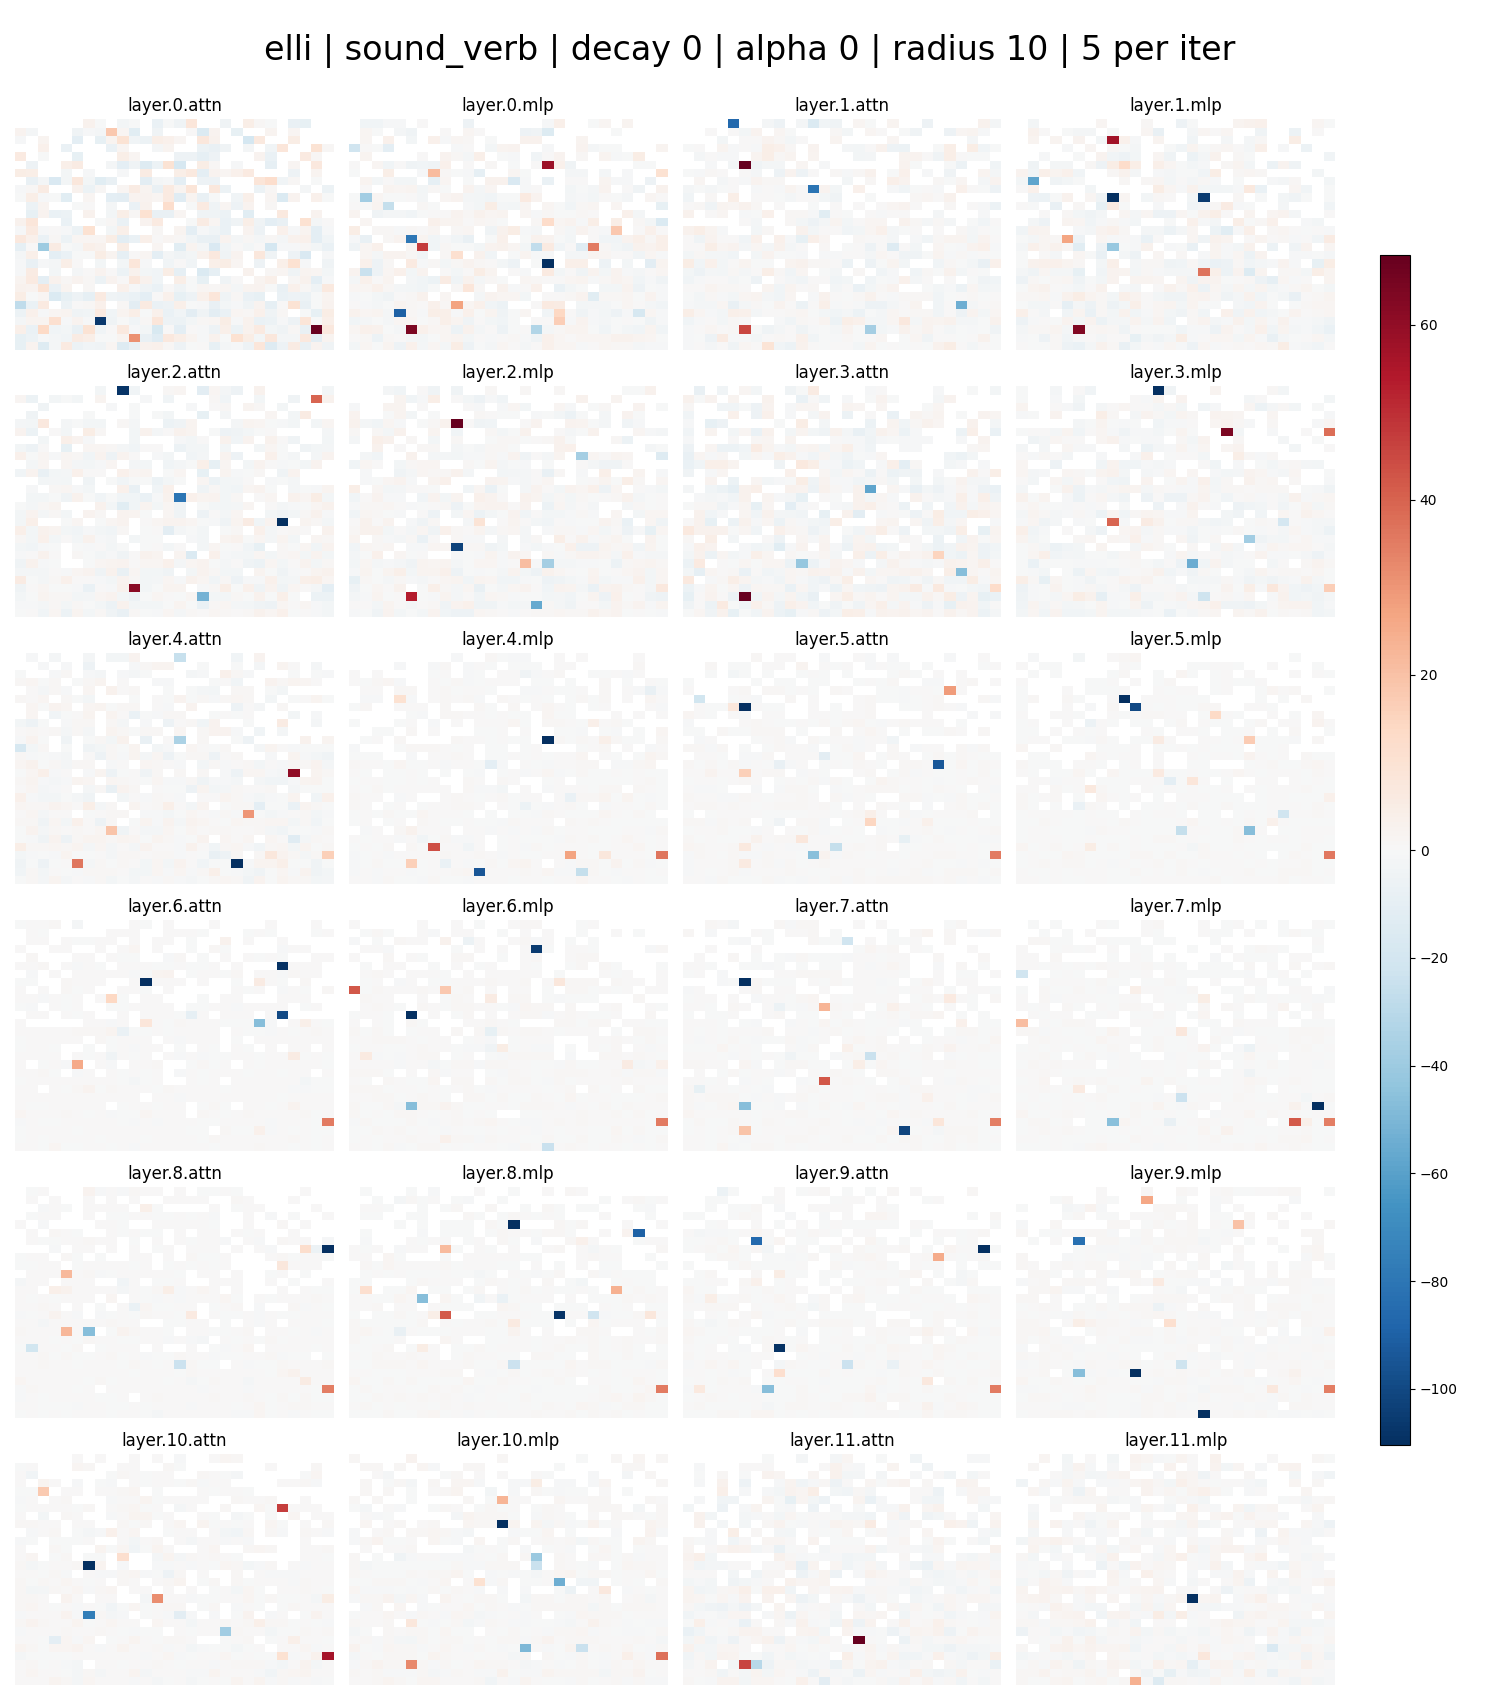 elli | sound_verb | decay 0 | alpha 0 | radius 10 | 5 per iter
layer.0.attn
layer.0.mlp
layer.1.attn
layer.1.mlp
layer.2.attn
layer.2.mlp
layer.3.attn
layer.3.mlp
layer.4.attn
layer.4.mlp
layer.5.attn
layer.5.mlp
layer.6.attn
layer.6.mlp
layer.7.attn
layer.7.mlp
layer.8.attn
layer.8.mlp
layer.9.attn
layer.9.mlp
layer.10.attn
layer.10.mlp
layer.11.attn
layer.11.mlp
60
40
20
0
−20
−40
−60
−80
−100